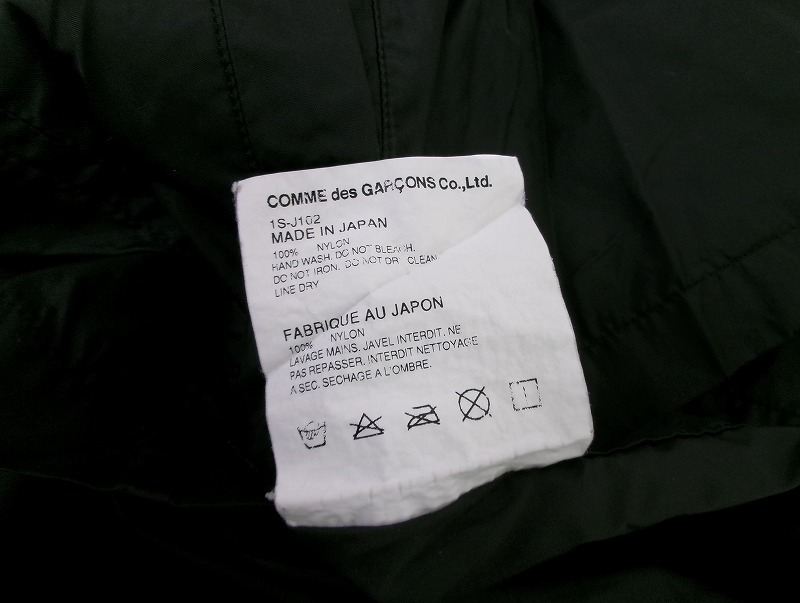 COMME des GARÇONS Co.,Ltd.
1S-J102
MADE IN JAPAN
100% NYLON
HAND WASH. DO NOT BLEACH.
DO NOT IRON. DO NOT DRY CLEAN
LINE DRY
FABRIQUE AU JAPON
100% NYLON
LAVAGE MAINS. JAVEL INTERDIT. NE
PAS REPASSER. INTERDIT NETTOYAGE
A SEC. SECHAGE A L'OMBRE.